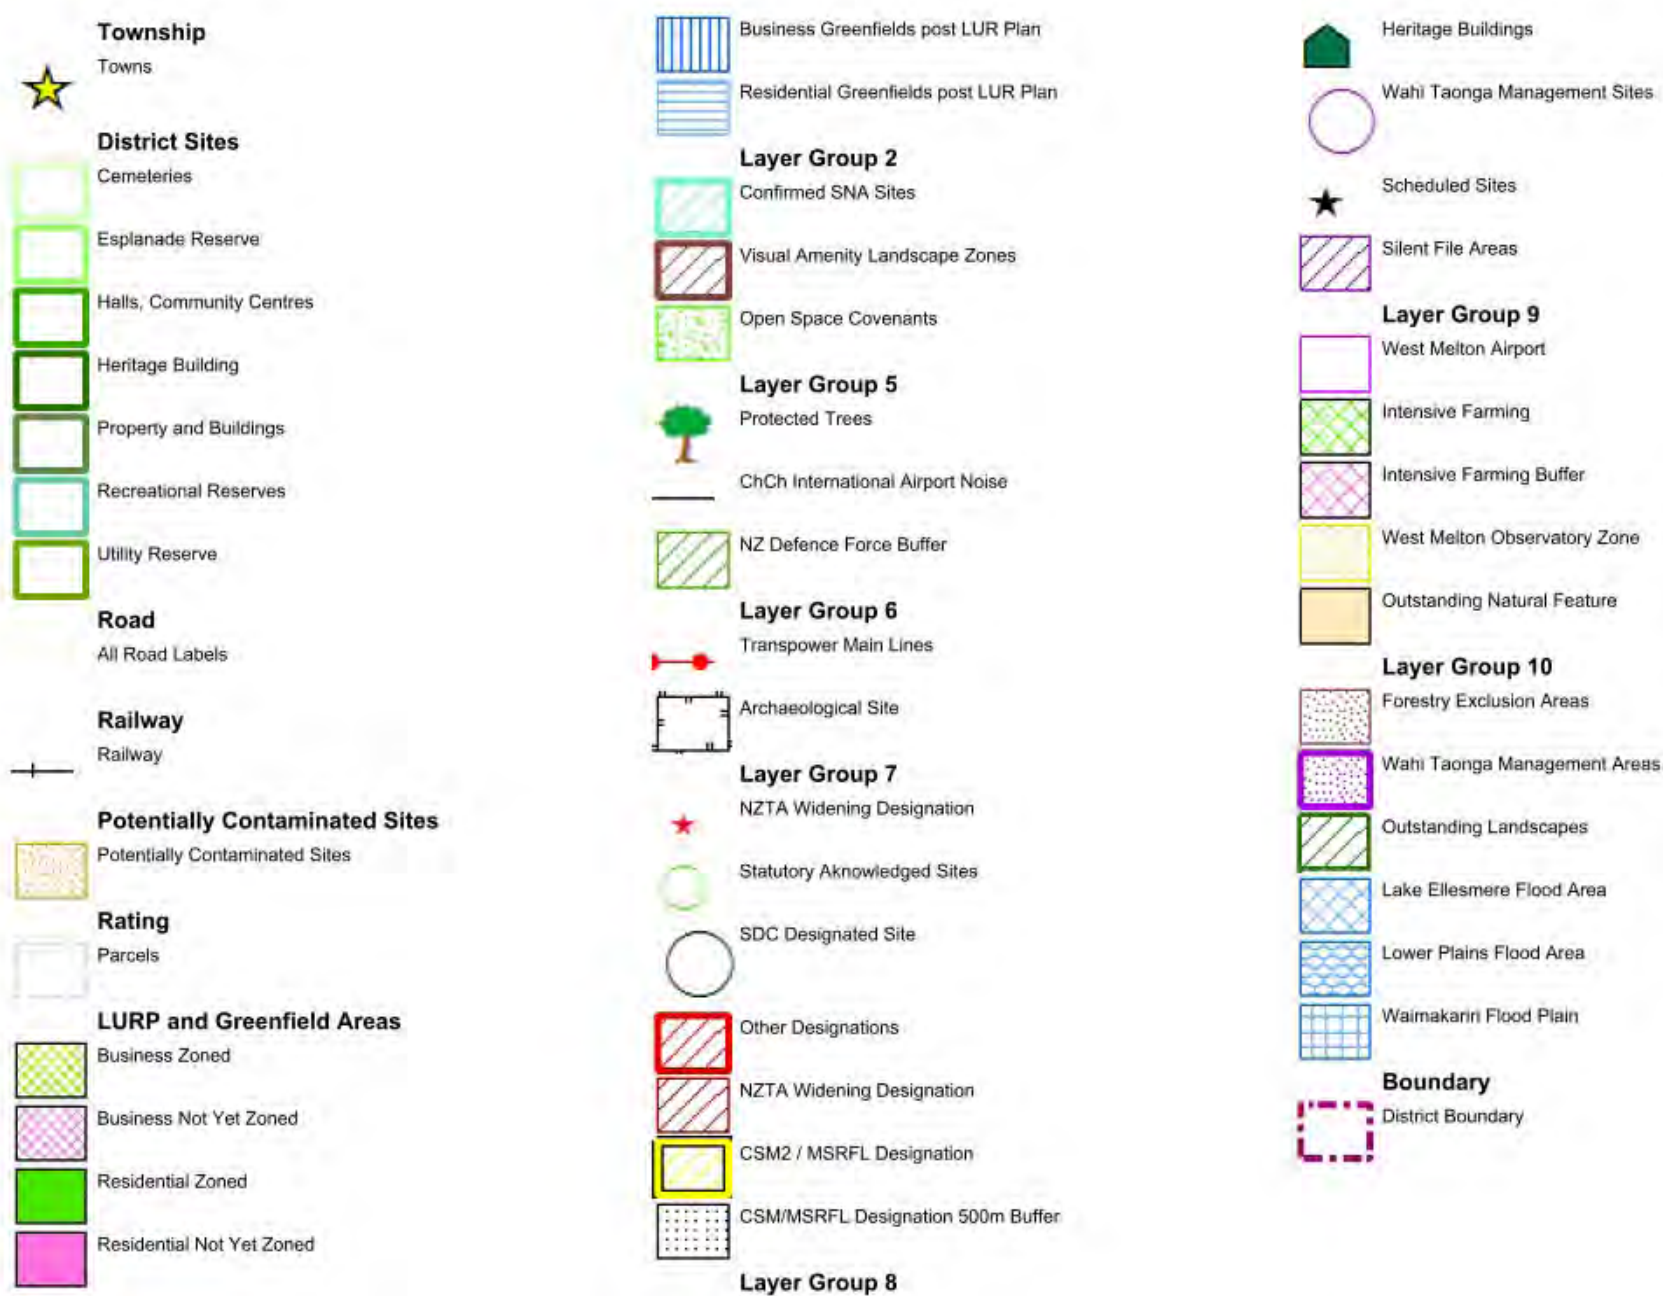 Township
Towns
District Sites
Cemeteries
Esplanade Reserve
Halls, Community Centres
Heritage Building
Property and Buildings
Recreational Reserves
Utility Reserve
Road
All Road Labels
Railway
Railway
Potentially Contaminated Sites
Potentially Contaminated Sites
Rating
Parcels
LURP and Greenfield Areas
Business Zoned
Business Not Yet Zoned
Residential Zoned
Residential Not Yet Zoned
Business Greenfields post LUR Plan
Residential Greenfields post LUR Plan
Layer Group 2
Confirmed SNA Sites
Visual Amenity Landscape Zones
Open Space Covenants
Layer Group 5
Protected Trees
ChCh International Airport Noise
NZ Defence Force Buffer
Layer Group 6
Transpower Main Lines
Archaeological Site
Layer Group 7
NZTA Widening Designation
Statutory Aknowledged Sites
SDC Designated Site
Other Designations
NZTA Widening Designation
CSM2 / MSRFL Designation
CSM/MSRFL Designation 500m Buffer
Layer Group 8
Heritage Buildings
Wahi Taonga Management Sites
Scheduled Sites
Silent File Areas
Layer Group 9
West Melton Airport
Intensive Farming
Intensive Farming Buffer
West Melton Observatory Zone
Outstanding Natural Feature
Layer Group 10
Forestry Exclusion Areas
Wahi Taonga Management Areas
Outstanding Landscapes
Lake Ellesmere Flood Area
Lower Plains Flood Area
Waimakariri Flood Plain
Boundary
District Boundary